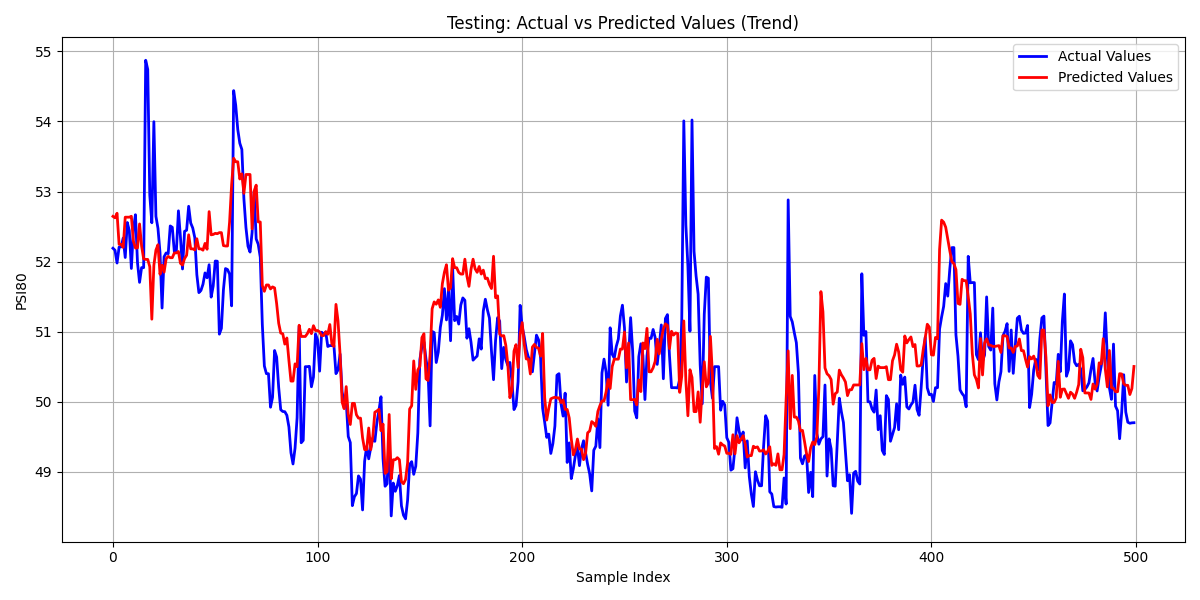 Testing: Actual vs Predicted Values (Trend)
Actual Values
Predicted Values
PSI80
55
54
53
52
51
50
49
0 100 200 300 400 500
Sample Index